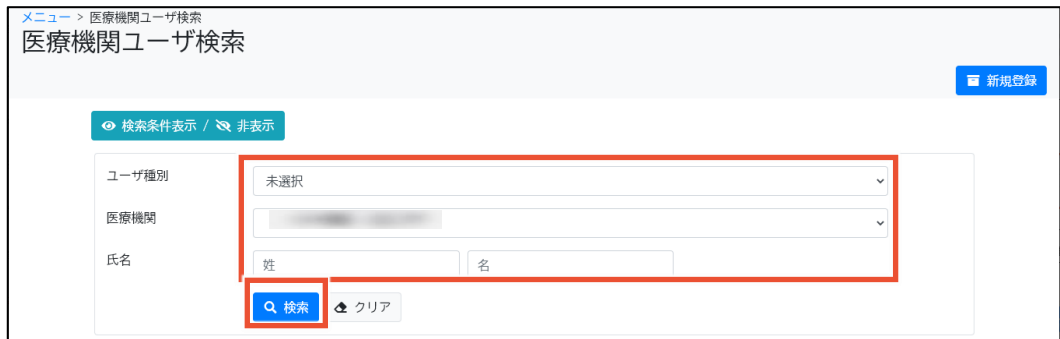 メニュー > 医療機関ユーザ検索
医療機関ユーザ検索
新規登録
検索条件表示 / 非表示
ユーザ種別 未選択
医療機関
氏名 姓 名
検索 クリア